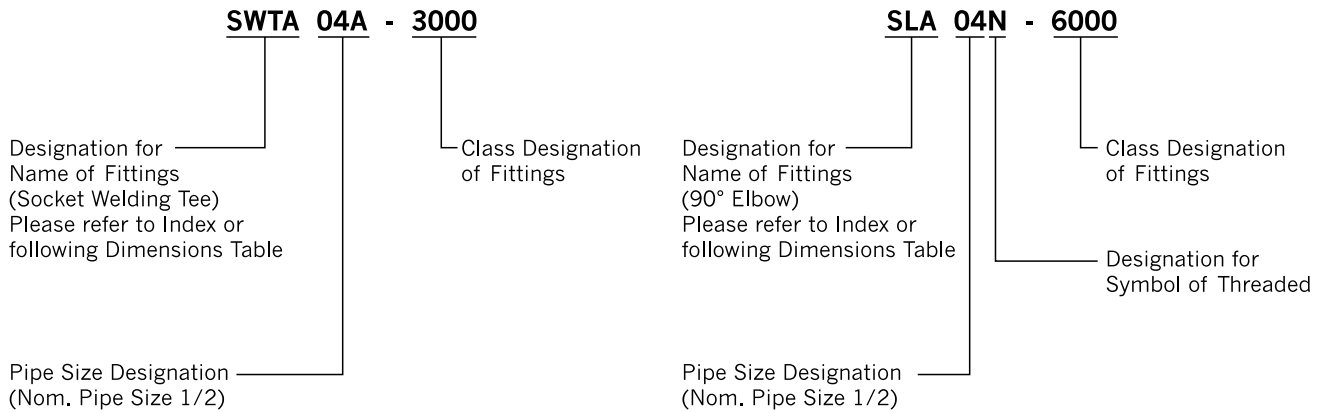 SWTA 04A - 3000
Designation for
Name of Fittings
(Socket Welding Tee)
Please refer to Index or
following Dimensions Table
Class Designation
of Fittings
Pipe Size Designation
(Nom. Pipe Size 1/2)
SLA 04N - 6000
Designation for
Name of Fittings
(90° Elbow)
Please refer to Index or
following Dimensions Table
Class Designation
of Fittings
Designation for
Symbol of Threaded
Pipe Size Designation
(Nom. Pipe Size 1/2)